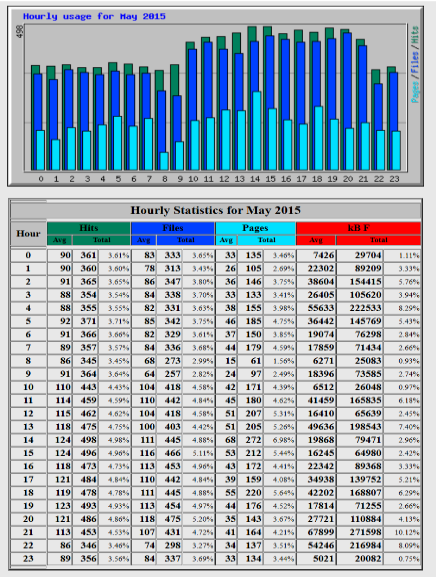 Hourly usage for May 2015
498
Pages / Files / Hits
0 1 2 3 4 5 6 7 8 9 10 11 12 13 14 15 16 17 18 19 20 21 22 23
Hourly Statistics for May 2015
Hour Hits Files Pages kB F
Avg Total Avg Total Avg Total Avg Total
0 90 361 3.61% 83 333 3.65% 33 135 3.46% 7426 29704 1.11%
1 90 360 3.60% 78 313 3.43% 26 105 2.69% 22302 89209 3.33%
2 91 365 3.65% 86 347 3.80% 36 146 3.75% 38604 154415 5.76%
3 88 354 3.54% 84 338 3.70% 33 133 3.41% 26405 105620 3.94%
4 88 355 3.55% 82 331 3.63% 38 155 3.98% 55633 222533 8.29%
5 92 371 3.71% 85 342 3.75% 46 185 4.75% 36442 145769 5.43%
6 91 366 3.66% 82 329 3.61% 37 150 3.85% 19074 76298 2.84%
7 89 357 3.57% 84 336 3.68% 44 179 4.59% 17859 71434 2.66%
8 86 345 3.45% 68 273 2.99% 15 61 1.56% 6271 25083 0.93%
9 91 364 3.64% 64 257 2.82% 24 97 2.49% 18396 73585 2.74%
10 110 443 4.43% 104 418 4.58% 42 171 4.39% 6512 26048 0.97%
11 114 459 4.59% 110 442 4.84% 45 180 4.62% 41459 165835 6.18%
12 115 462 4.62% 104 418 4.58% 51 207 5.31% 16410 65639 2.45%
13 118 475 4.75% 100 403 4.42% 51 205 5.26% 49636 198543 7.40%
14 124 498 4.98% 111 445 4.88% 68 272 6.98% 19868 79471 2.96%
15 124 496 4.96% 116 466 5.11% 53 212 5.44% 16245 64980 2.42%
16 118 473 4.73% 113 453 4.96% 43 172 4.41% 22342 89368 3.33%
17 121 484 4.84% 110 442 4.84% 39 159 4.08% 34938 139752 5.21%
18 119 478 4.78% 111 445 4.88% 55 220 5.64% 42202 168807 6.29%
19 123 493 4.93% 113 454 4.97% 44 176 4.52% 17814 71255 2.66%
20 121 486 4.86% 118 475 5.20% 35 143 3.67% 27721 110884 4.13%
21 113 453 4.53% 107 431 4.72% 41 164 4.21% 67899 271598 10.12%
22 86 346 3.46% 74 298 3.27% 34 137 3.51% 54246 216984 8.09%
23 89 356 3.56% 84 337 3.69% 33 134 3.44% 5021 20082 0.75%